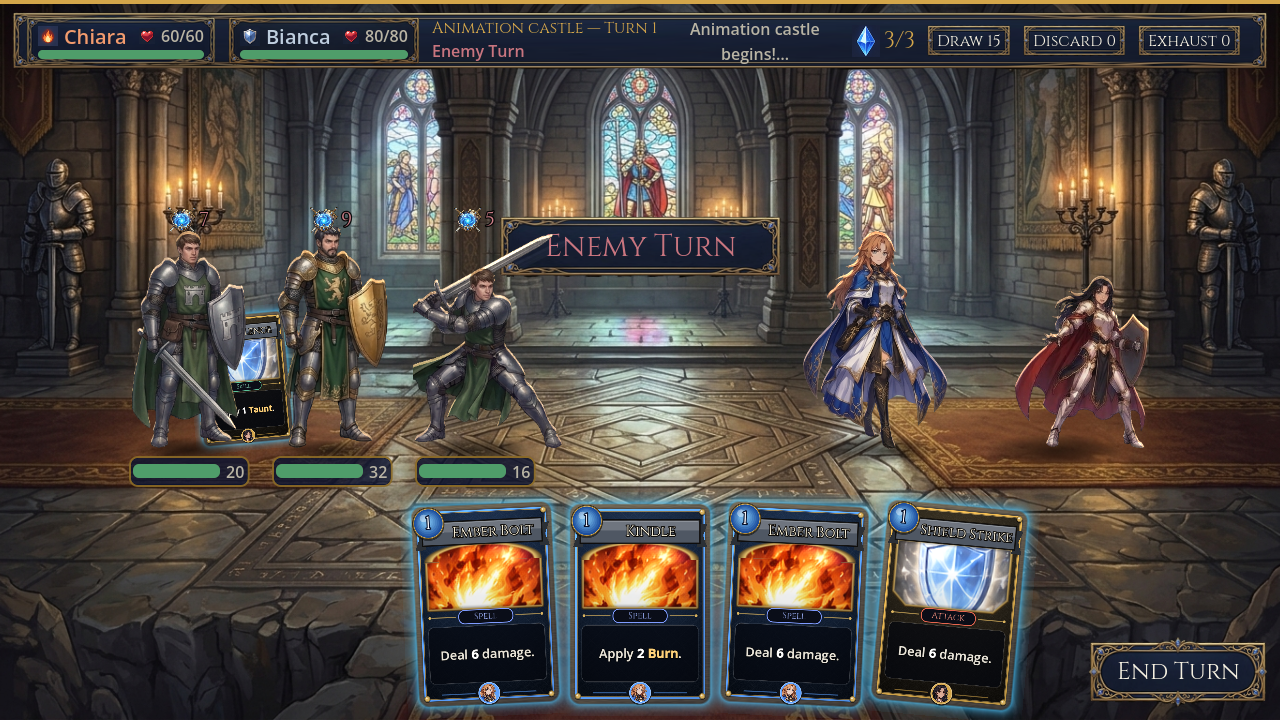 Chiara 60/60
Bianca 80/80
Animation castle — Turn 1
Enemy Turn
Animation castle
begins!...
3/3
Draw 15
Discard 0
Exhaust 0
7
9
5
Enemy Turn
Spell
1 Taunt.
20
32
16
1
Ember Bolt
Spell
Deal 6 damage.
1
Kindle
Spell
Apply 2 Burn.
1
Ember Bolt
Spell
Deal 6 damage.
1
Shield Strike
Attack
Deal 6 damage.
End Turn